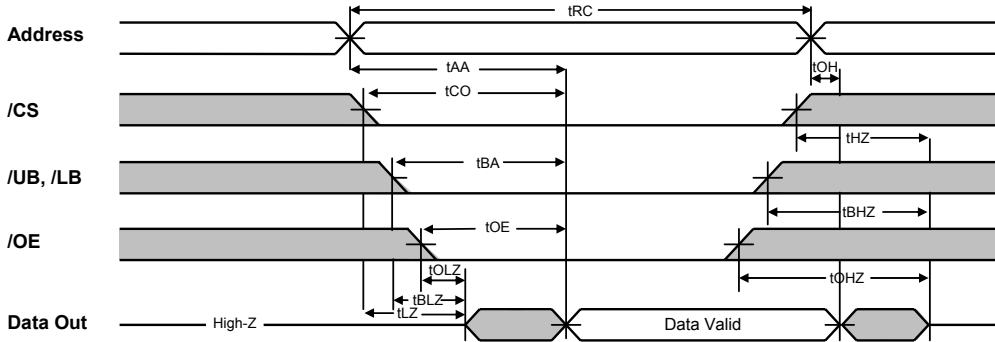 tRC
Address
tAA
tOH
tCO
/CS
tHZ
tBA
/UB, /LB
tBHZ
tOE
/OE
tOLZ
tOHZ
tBLZ
tLZ
Data Out
High-Z
Data Valid